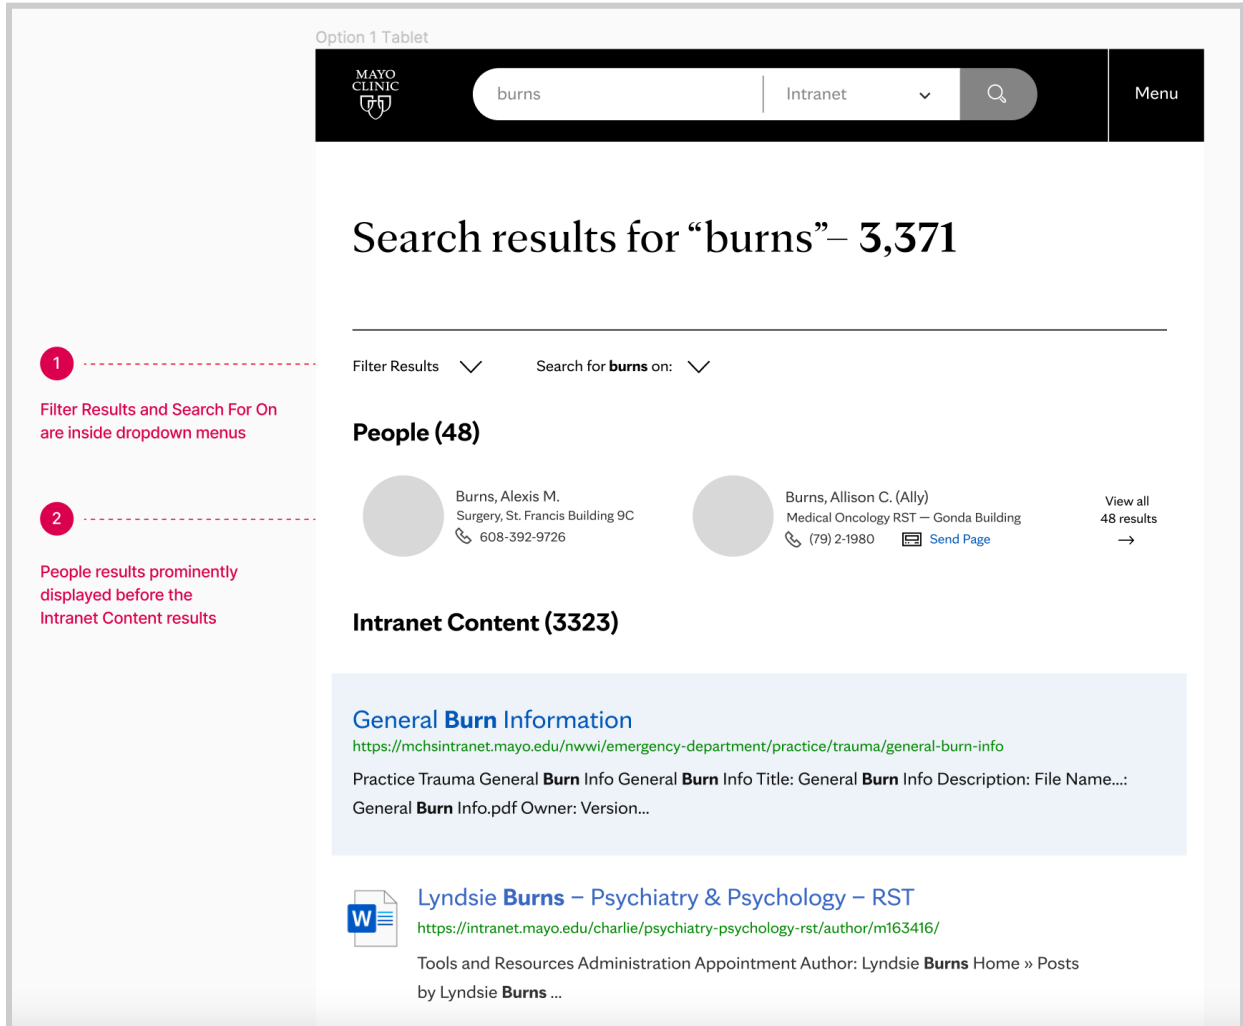 Option 1 Tablet
MAYO
CLINIC
burns
Intranet
Menu
Search results for “burns”– 3,371
1
Filter Results
Search for burns on:
Filter Results and Search For On
are inside dropdown menus
People (48)
2
Burns, Alexis M.
Surgery, St. Francis Building 9C
608-392-9726
Burns, Allison C. (Ally)
Medical Oncology RST — Gonda Building
(79) 2-1980
Send Page
View all
48 results
→
People results prominently
displayed before the
Intranet Content results
Intranet Content (3323)
General Burn Information
https://mchsintranet.mayo.edu/nwwi/emergency-department/practice/trauma/general-burn-info
Practice Trauma General Burn Info General Burn Info Title: General Burn Info Description: File Name...:
General Burn Info.pdf Owner: Version...
W
Lyndsie Burns – Psychiatry & Psychology – RST
https://intranet.mayo.edu/charlie/psychiatry-psychology-rst/author/m163416/
Tools and Resources Administration Appointment Author: Lyndsie Burns Home » Posts
by Lyndsie Burns ...